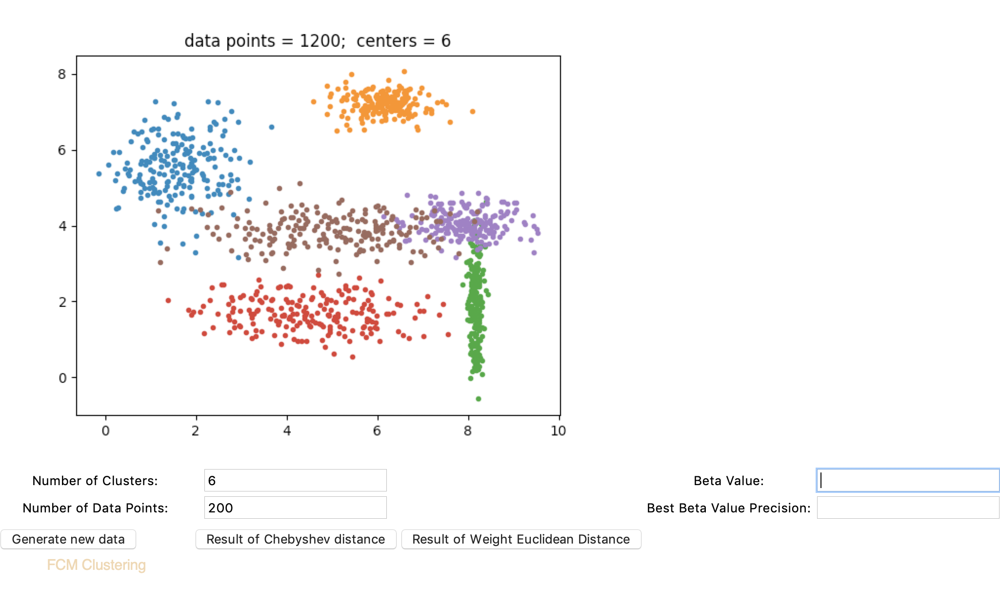 data points = 1200;  centers = 6
8
6
4
2
0
0 2 4 6 8 10
Number of Clusters: 6 Beta Value:
Number of Data Points: 200 Best Beta Value Precision:
Generate new data Result of Chebyshev distance Result of Weight Euclidean Distance
FCM Clustering